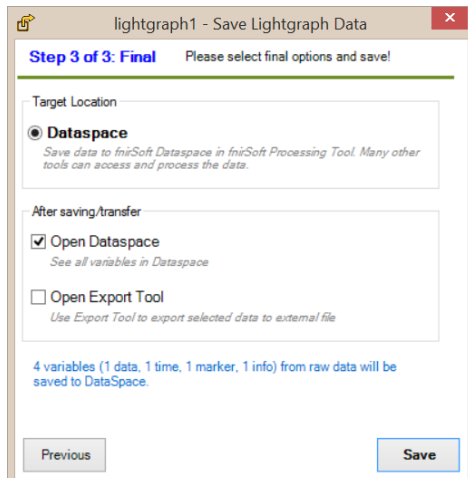 lightgraph1 - Save Lightgraph Data
Step 3 of 3: Final Please select final options and save!
Target Location
Dataspace
Save data to fnirSoft Dataspace in fnirSoft Processing Tool. Many other
tools can access and process the data.
After saving/transfer
Open Dataspace
See all variables in Dataspace
Open Export Tool
Use Export Tool to export selected data to external file
4 variables (1 data, 1 time, 1 marker, 1 info) from raw data will be
saved to DataSpace.
Previous Save